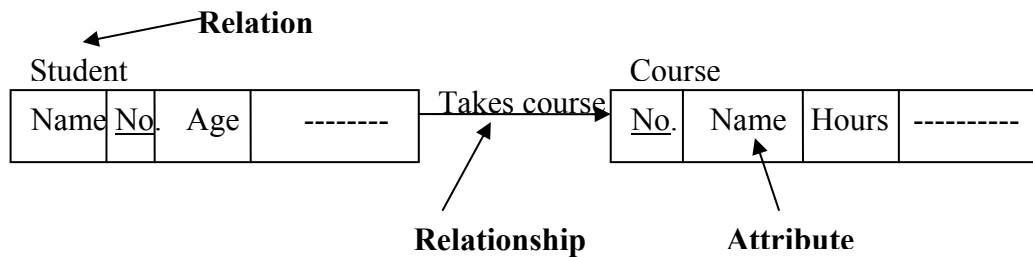 Relation
Student Course
Name No. Age -------- Takes course No. Name Hours ----------
Relationship Attribute